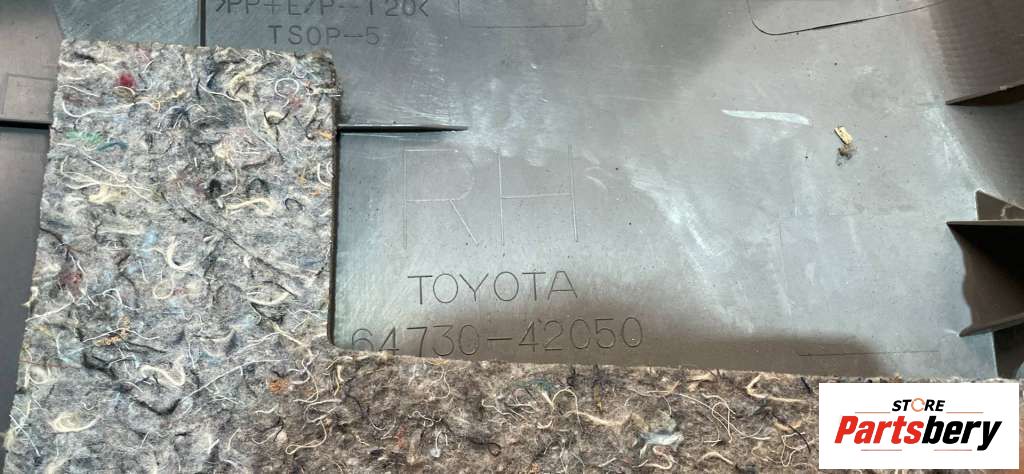 >PP+E/P-T20<
TSOP-5
RH
TOYOTA
64730-42050
STORE
Partsbery